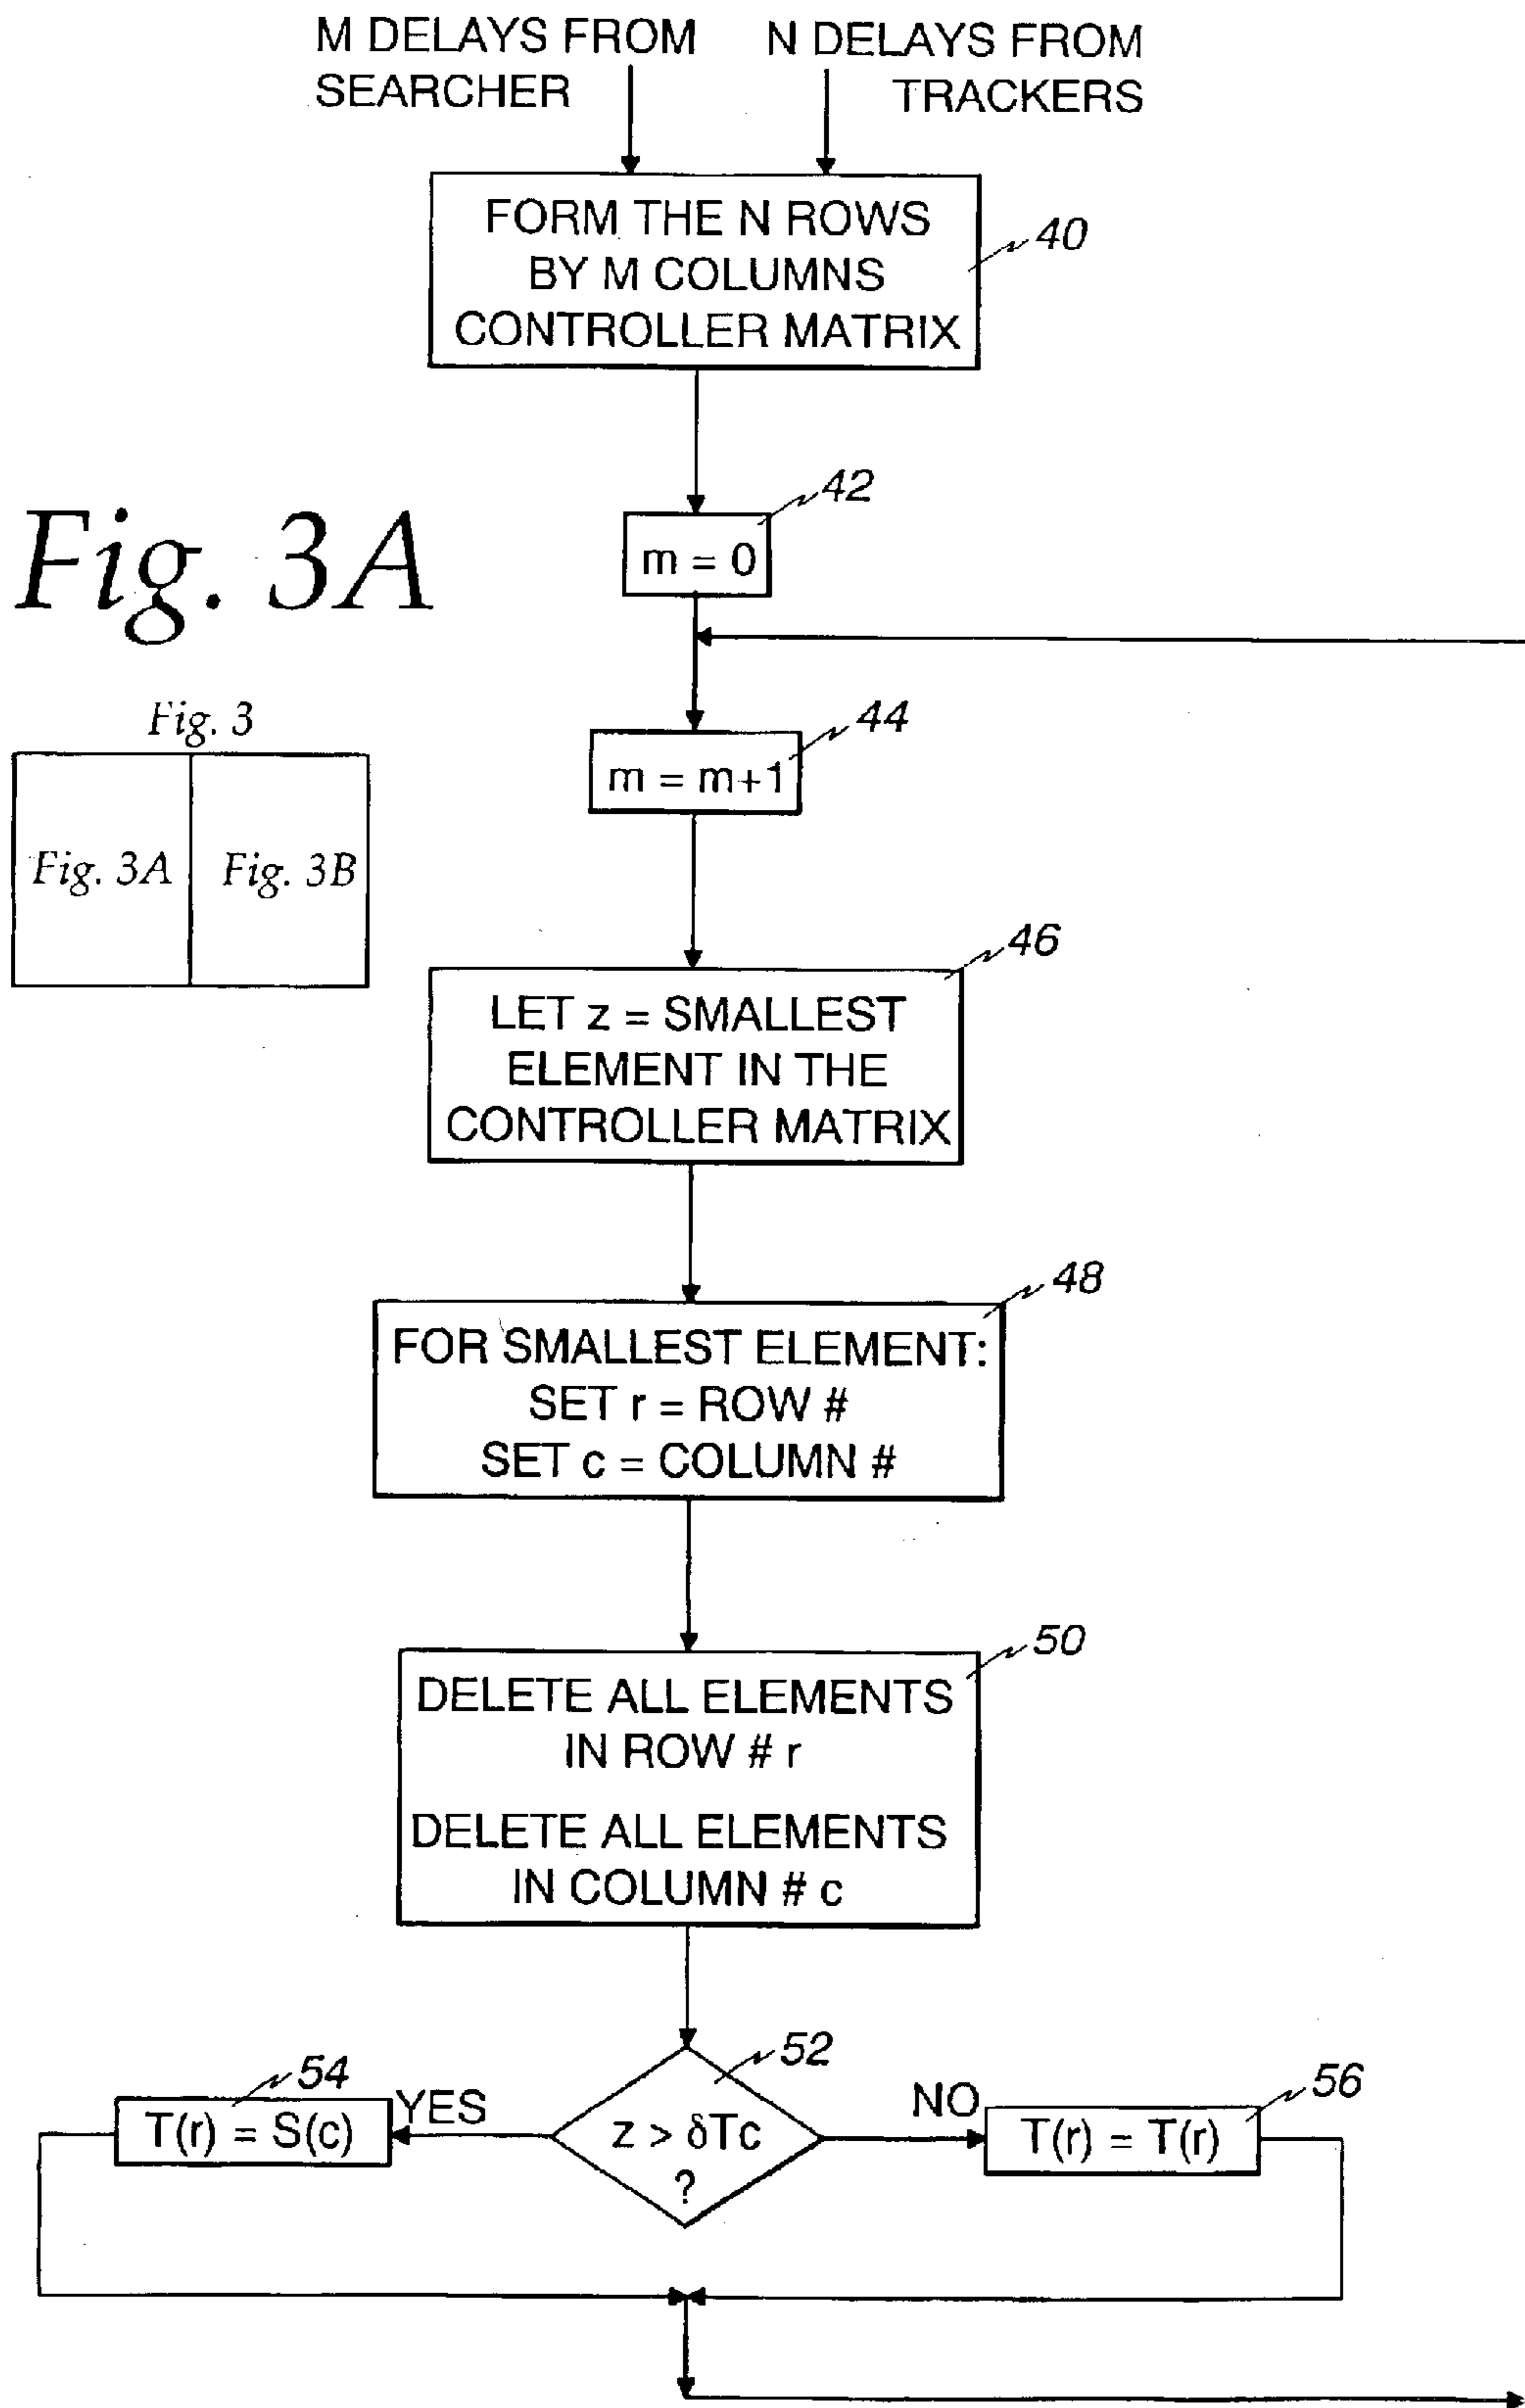 M DELAYS FROM
SEARCHER
N DELAYS FROM
TRACKERS
FORM THE N ROWS
BY M COLUMNS
CONTROLLER MATRIX
40
Fig. 3A
42
m = 0
Fig. 3
Fig. 3A
Fig. 3B
44
m = m+1
46
LET z = SMALLEST
ELEMENT IN THE
CONTROLLER MATRIX
48
FOR SMALLEST ELEMENT:
SET r = ROW #
SET c = COLUMN #
50
DELETE ALL ELEMENTS
IN ROW # r
DELETE ALL ELEMENTS
IN COLUMN # c
52
z > δTc
?
54
YES
T(r) = S(c)
NO
56
T(r) = T(r)